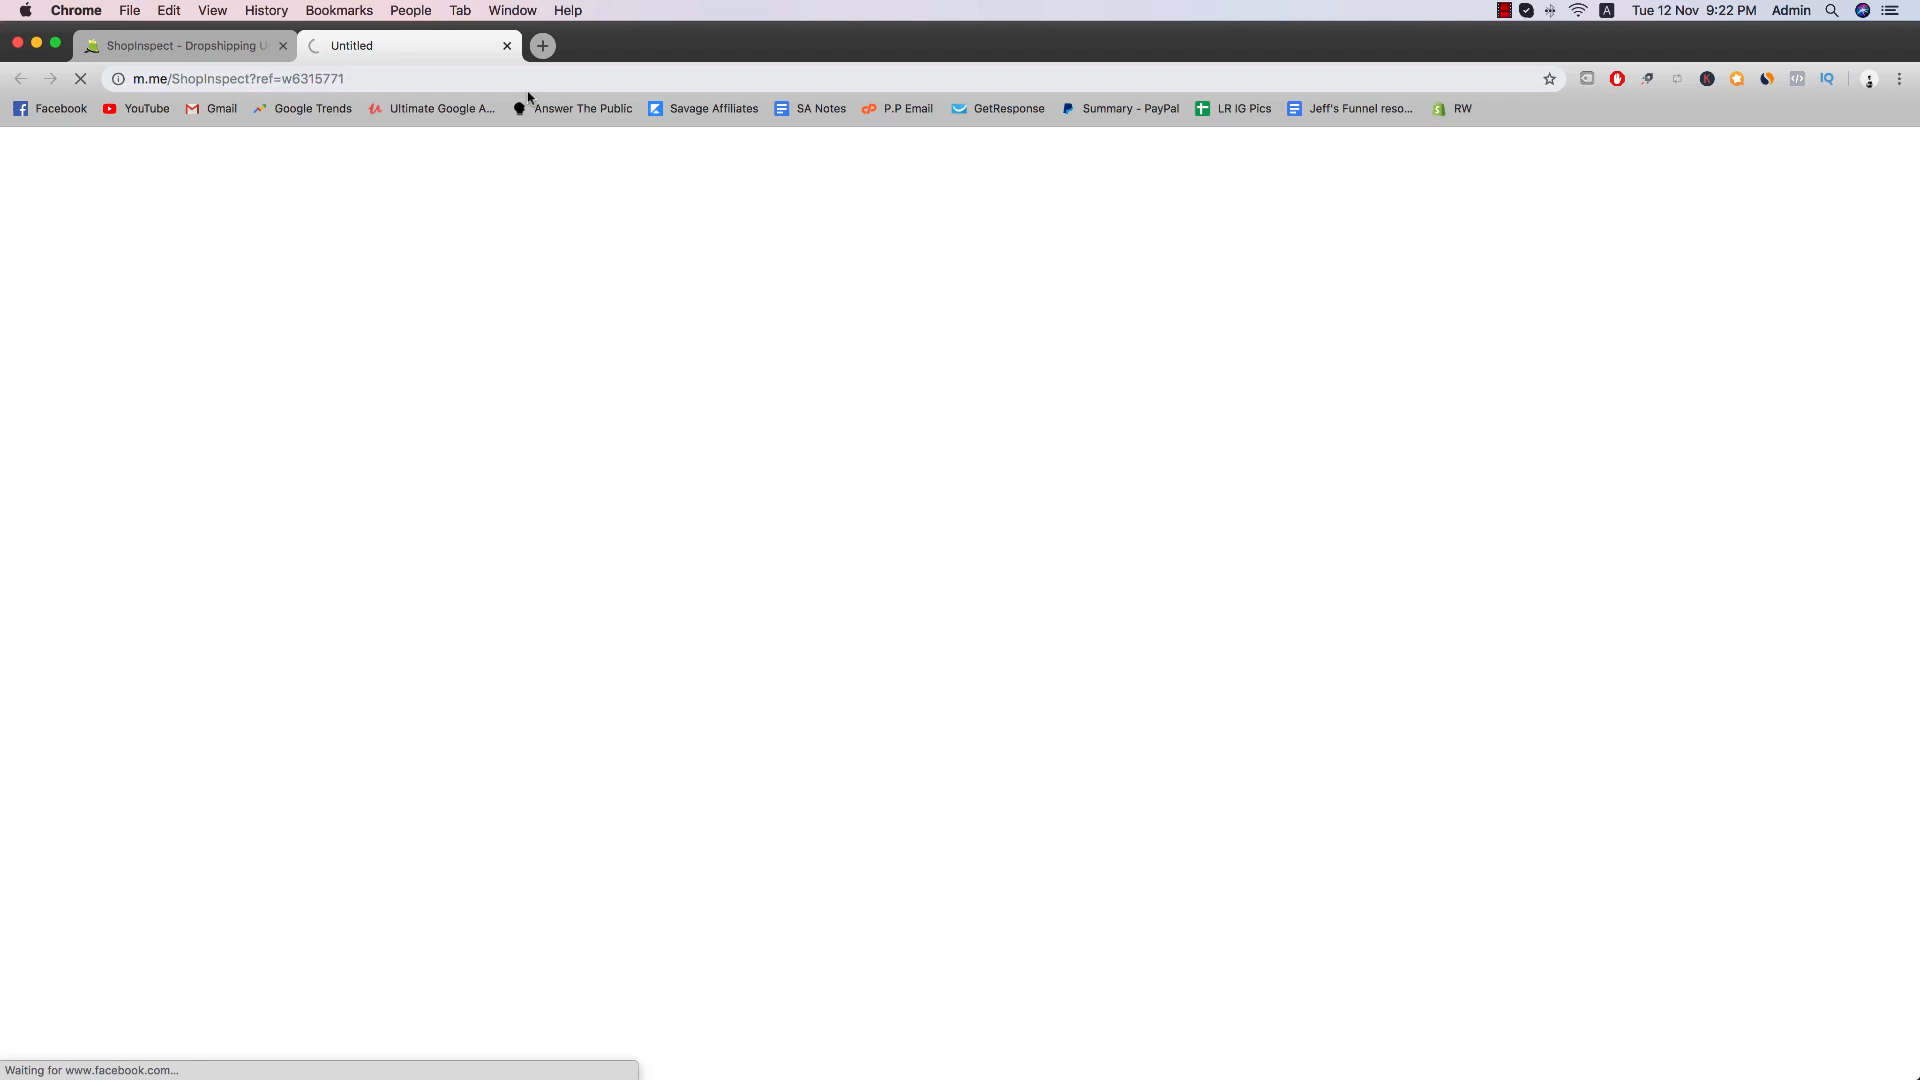 Chrome File Edit View History Bookmarks People Tab Window Help A Tue 12 Nov 9:22 PM Admin
ShopInspect - Dropshipping U Untitled
m.me/ShopInspect?ref=w6315771 K IQ
Facebook YouTube Gmail Google Trends Ultimate Google A... Answer The Public Savage Affiliates SA Notes P.P Email GetResponse Summary - PayPal LR IG Pics Jeff's Funnel reso... RW
Waiting for www.facebook.com...